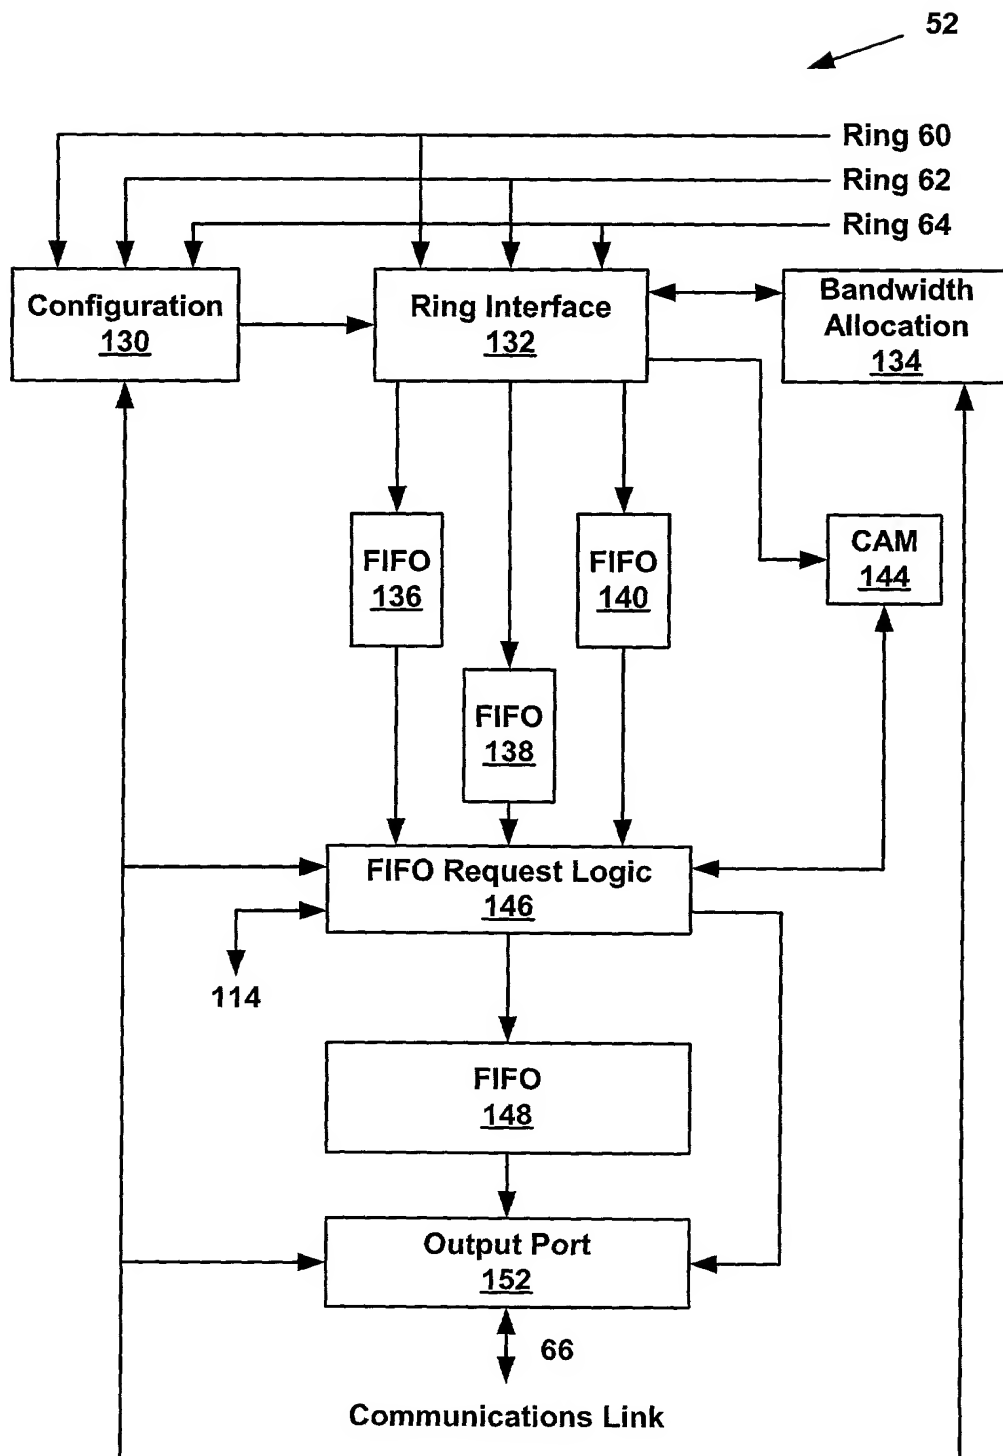 52
Ring 60
Ring 62
Ring 64
Configuration
130
Ring Interface
132
Bandwidth
Allocation
134
FIFO
136
FIFO
140
CAM
144
FIFO
138
FIFO Request Logic
146
114
FIFO
148
Output Port
152
66
Communications Link